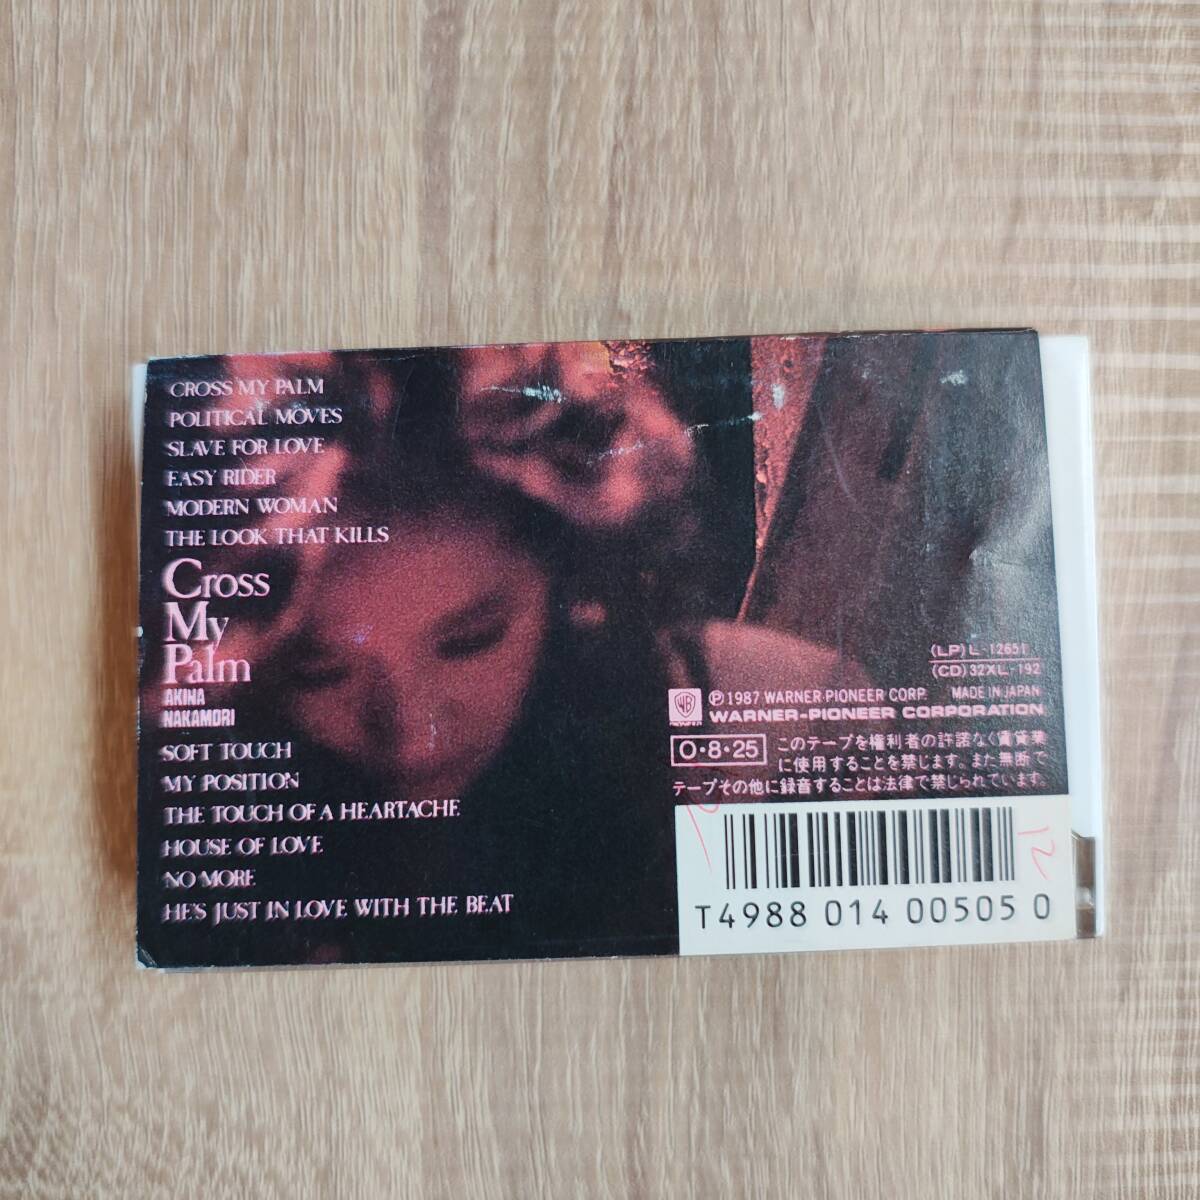 CROSS MY PALM
POLITICAL MOVES
SLAVE FOR LOVE
EASY RIDER
MODERN WOMAN
THE LOOK THAT KILLS
Cross
My
Palm
AKINA
NAKAMORI
SOFT TOUCH
MY POSITION
THE TOUCH OF A HEARTACHE
HOUSE OF LOVE
NO MORE
HE'S JUST IN LOVE WITH THE BEAT
(LP) L-12651
(CD) 32XL-192
Ⓟ1987 WARNER-PIONEER CORP. MADE IN JAPAN
WARNER-PIONEER CORPORATION
O・8・25
このテープを権利者の許諾なく賃貸業
に使用することを禁じます。また無断で
テープその他に録音することは法律で禁じられています。
T4988 014 00505 0